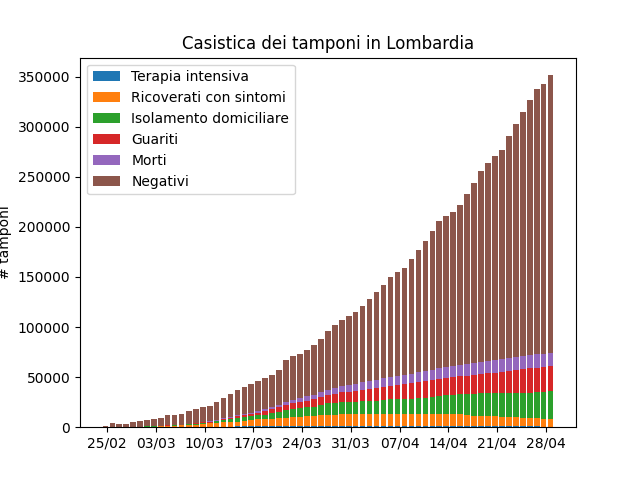 Casistica dei tamponi in Lombardia
Terapia intensiva
Ricoverati con sintomi
Isolamento domiciliare
Guariti
Morti
Negativi
# tamponi
350000
300000
250000
200000
150000
100000
50000
0
25/02 03/03 10/03 17/03 24/03 31/03 07/04 14/04 21/04 28/04